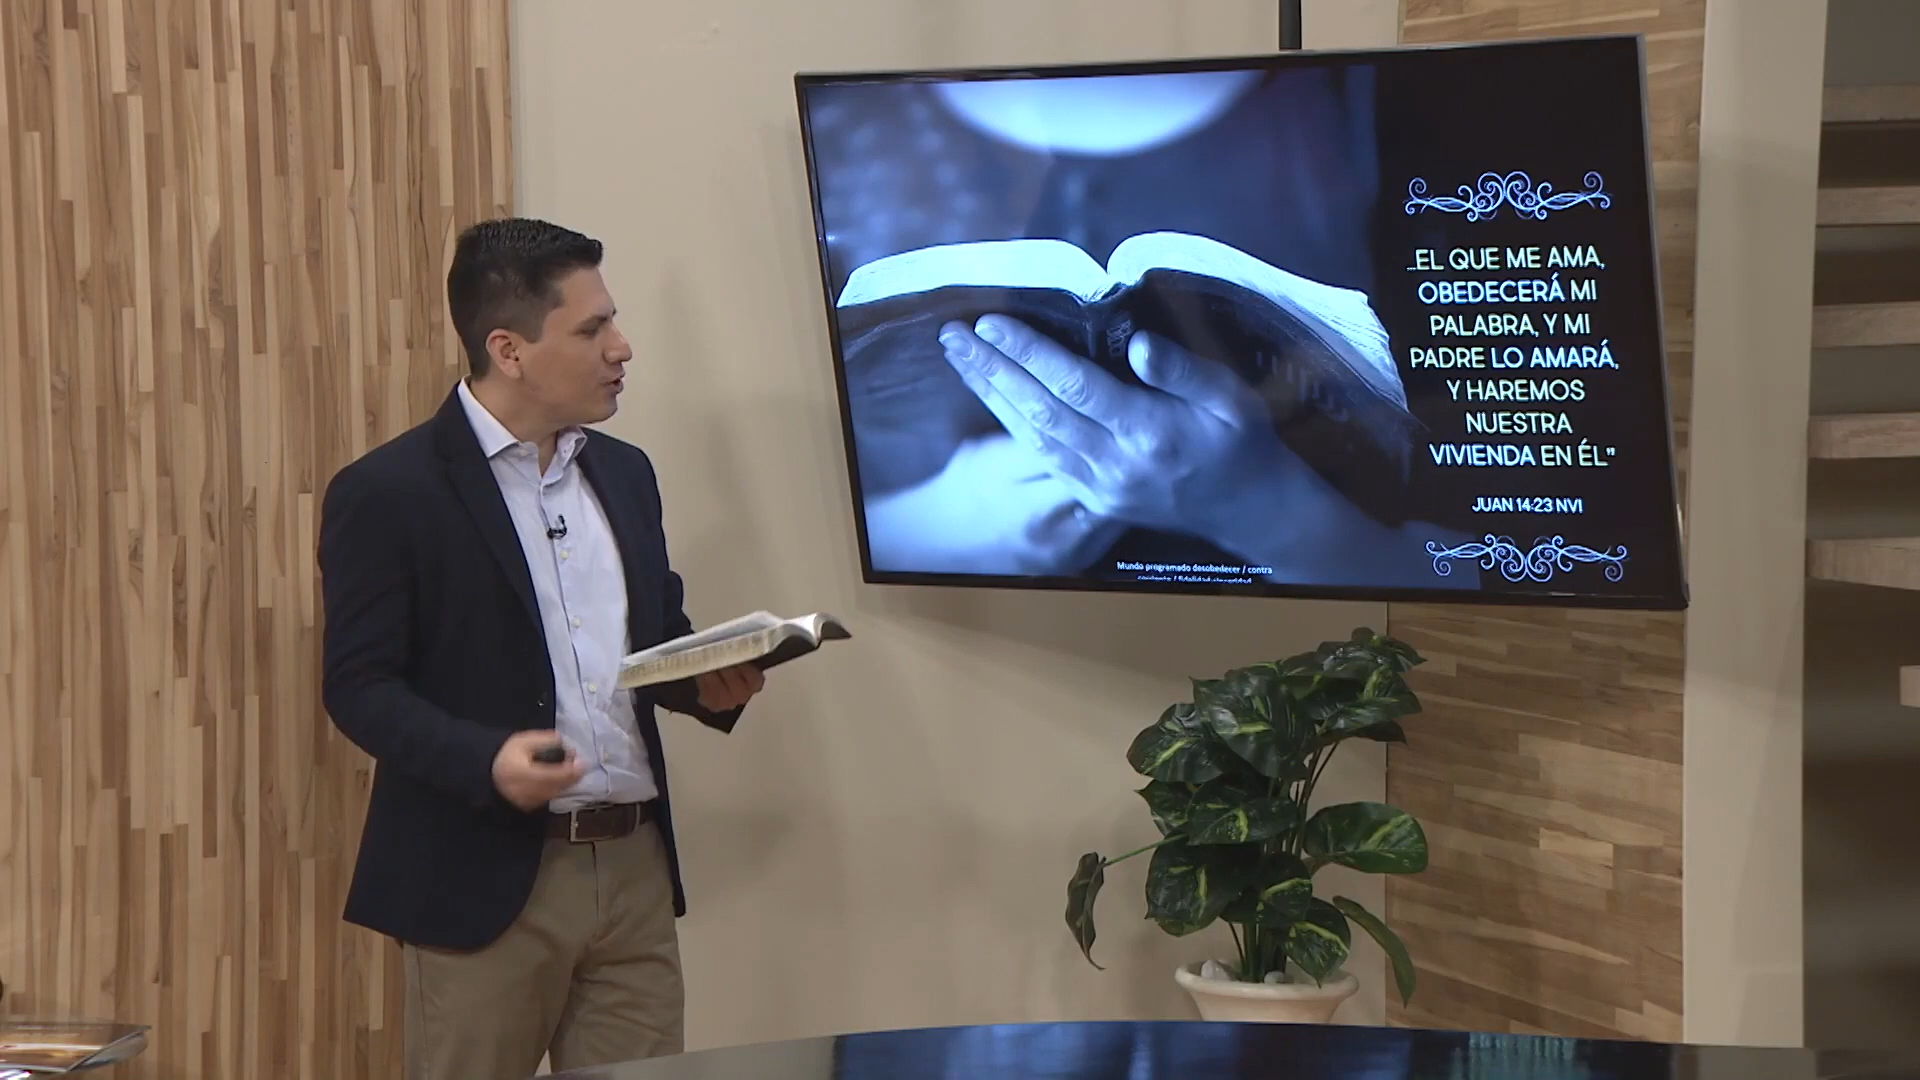 …EL QUE ME AMA,
OBEDECERÁ MI
PALABRA, Y MI
PADRE LO AMARÁ,
Y HAREMOS
NUESTRA
VIVIENDA EN ÉL”
JUAN 14:23 NVI
Mundo programado desobedecer / contra